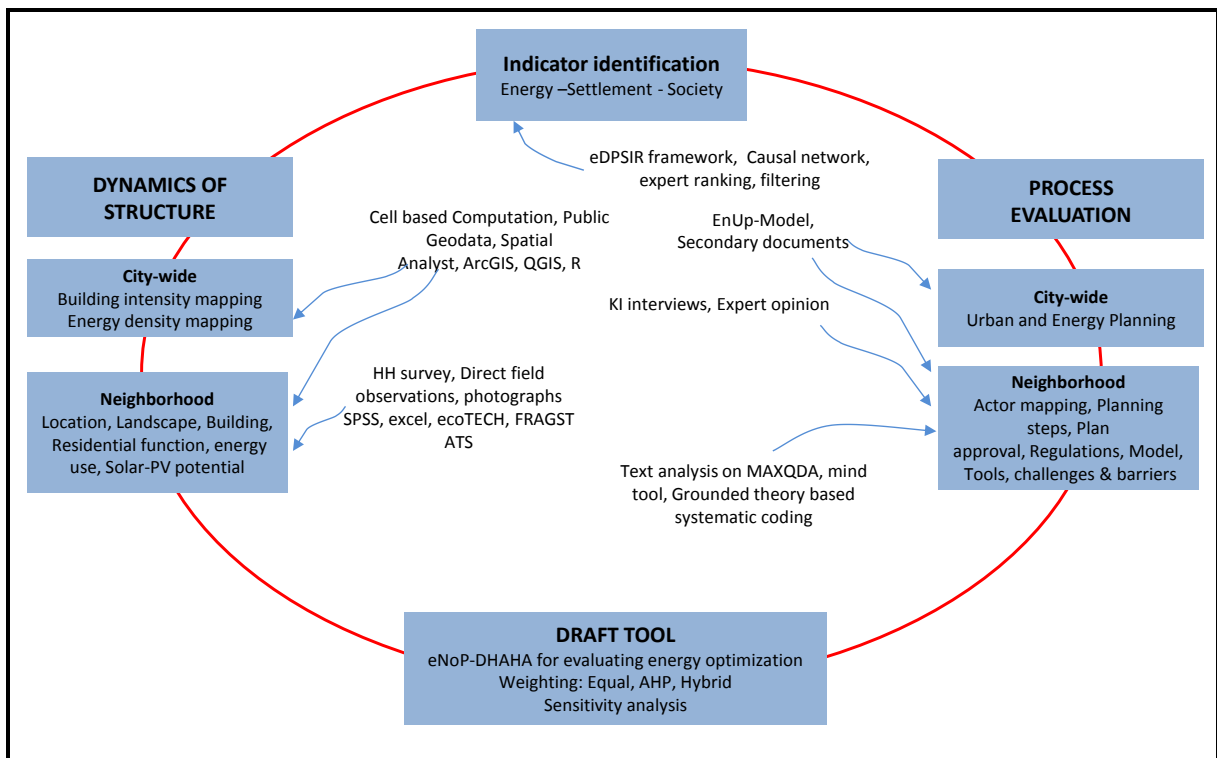 Indicator identification
Energy –Settlement - Society
eDPSIR framework,  Causal network,
expert ranking, filtering
DYNAMICS OF
STRUCTURE
Cell based Computation, Public
Geodata, Spatial
Analyst, ArcGIS, QGIS, R
City-wide
Building intensity mapping
Energy density mapping
HH survey, Direct field
observations, photographs
SPSS, excel, ecoTECH, FRAGST
ATS
Neighborhood
Location, Landscape, Building,
Residential function, energy
use, Solar-PV potential
PROCESS
EVALUATION
EnUp-Model,
Secondary documents
City-wide
Urban and Energy Planning
KI interviews, Expert opinion
Neighborhood
Actor mapping, Planning
steps, Plan
approval, Regulations, Model,
Tools, challenges & barriers
Text analysis on MAXQDA, mind
tool, Grounded theory based
systematic coding
DRAFT TOOL
eNoP-DHAHA for evaluating energy optimization
Weighting: Equal, AHP, Hybrid
Sensitivity analysis